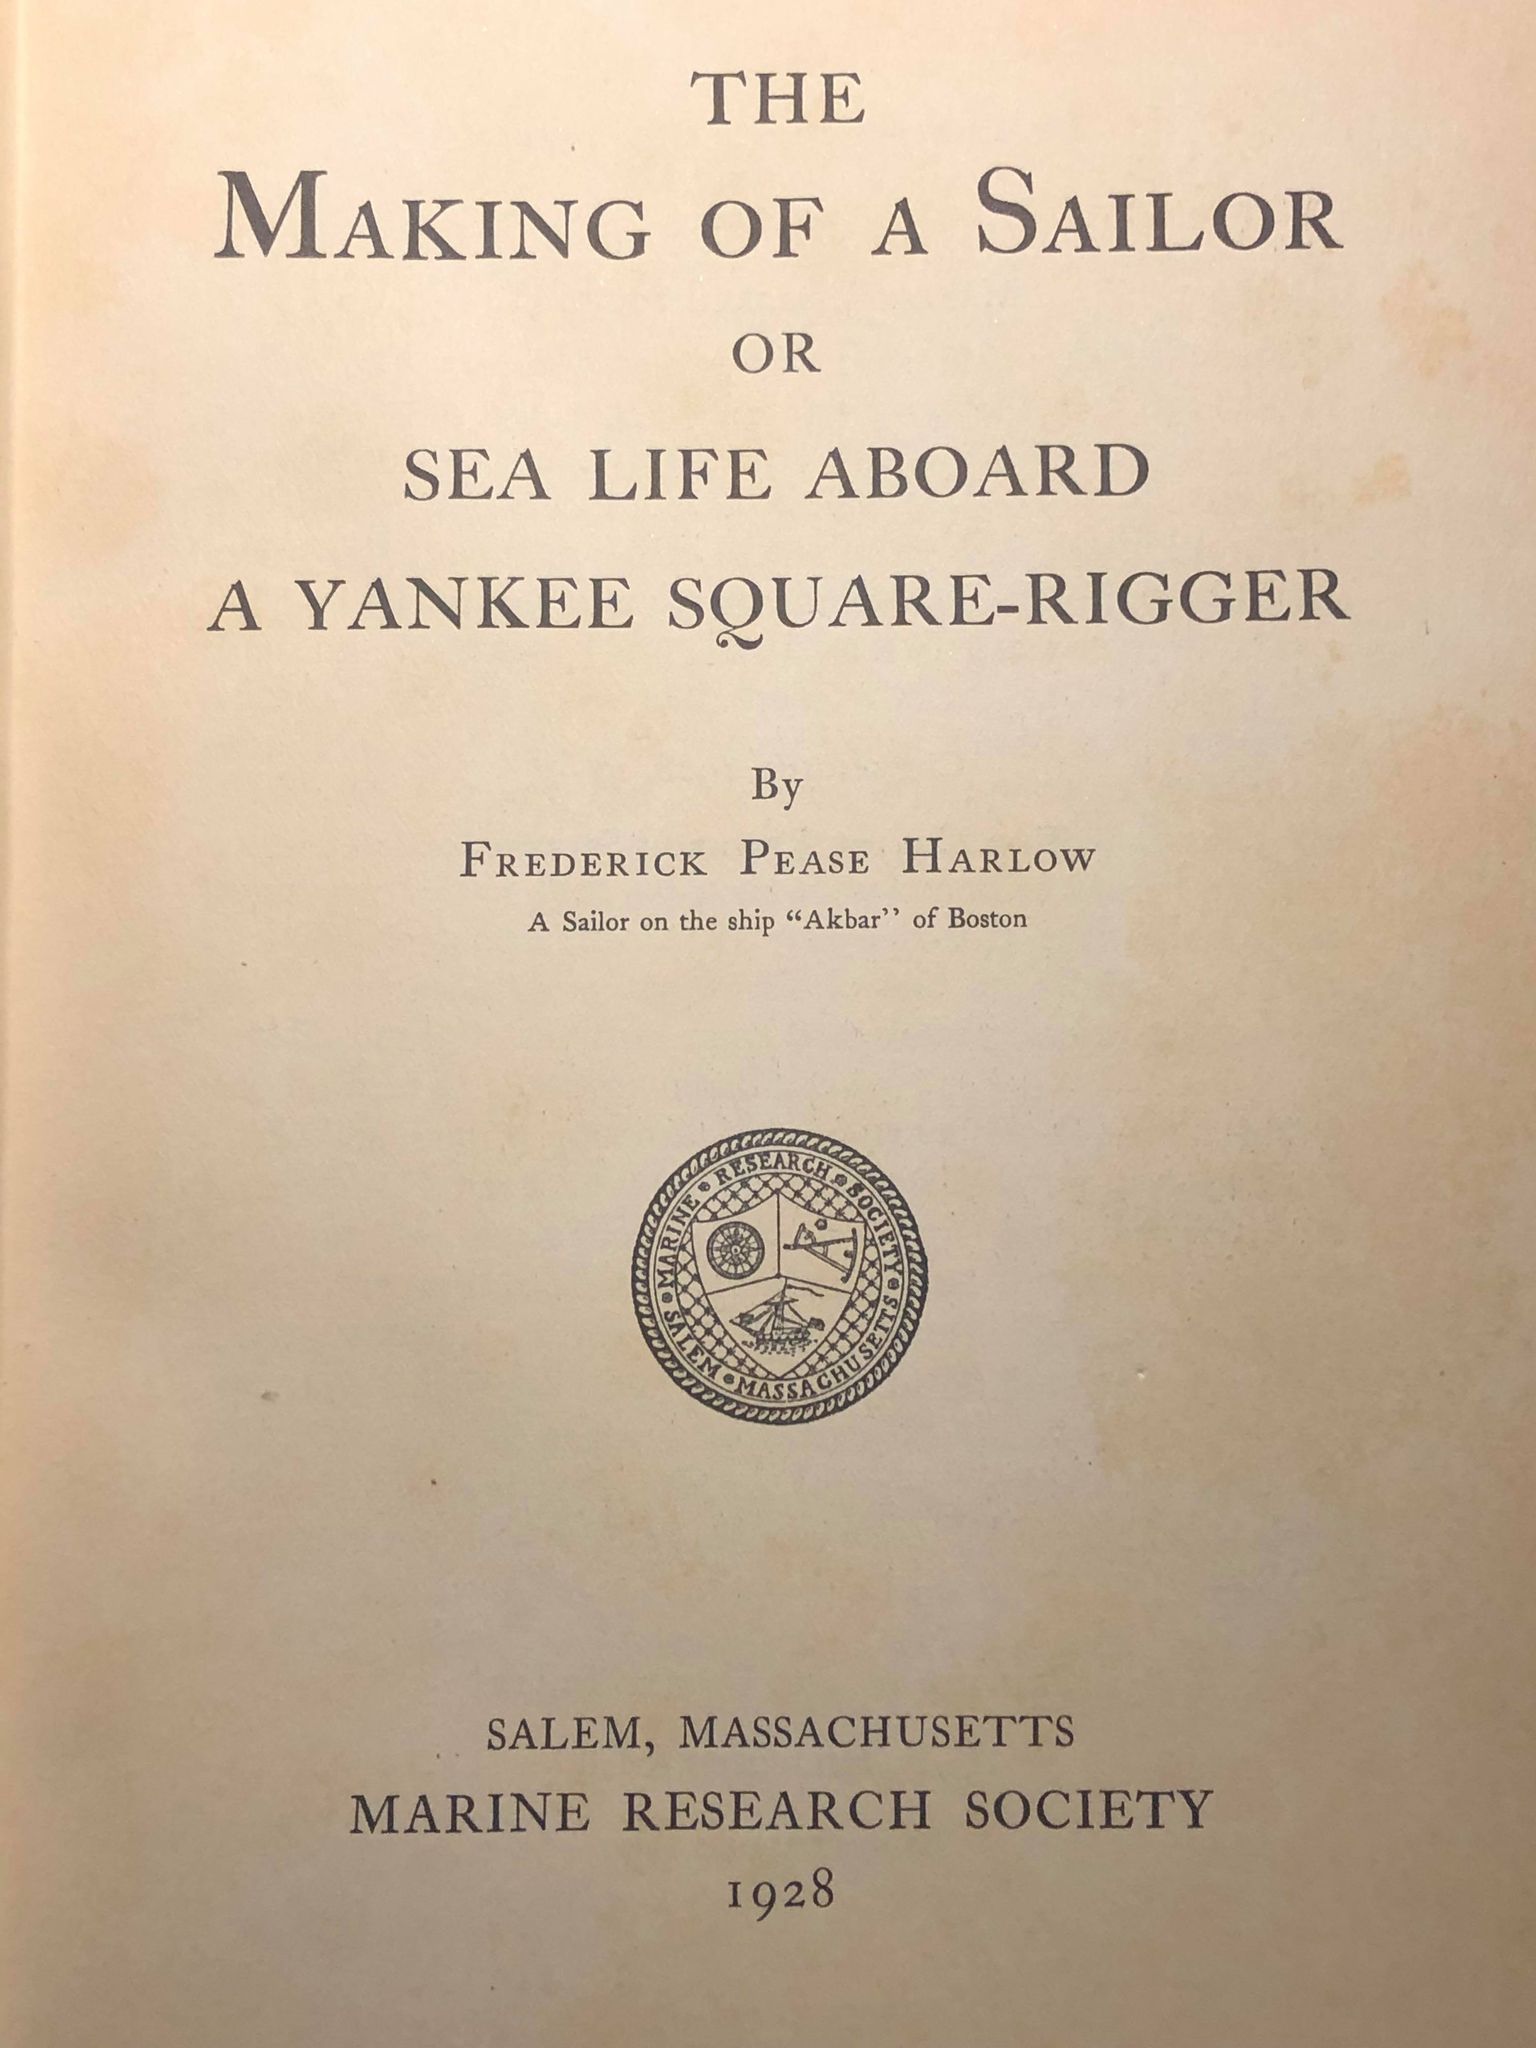 THE
MAKING OF A SAILOR
OR
SEA LIFE ABOARD
A YANKEE SQUARE-RIGGER
By
FREDERICK PEASE HARLOW
A Sailor on the ship “Akbar” of Boston
MARINE RESEARCH SOCIETY
SALEM MASSACHUSETTS
SALEM, MASSACHUSETTS
MARINE RESEARCH SOCIETY
1928